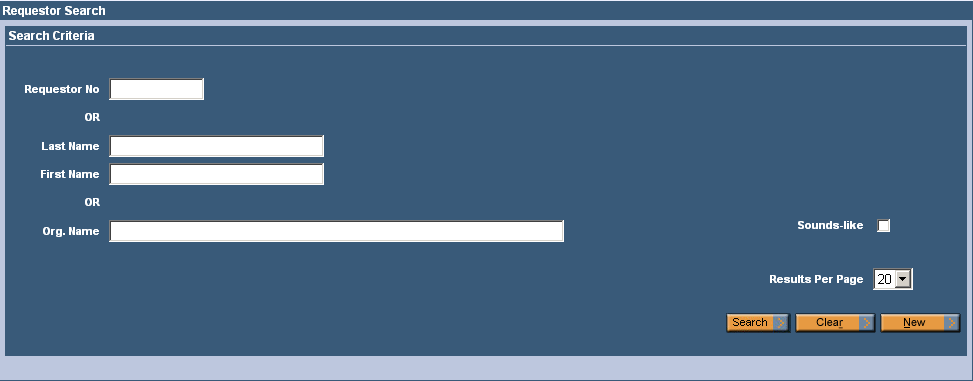 Requestor Search
Search Criteria
Requestor No
OR
Last Name
First Name
OR
Org. Name
Sounds-like
Results Per Page 20
Search Clear New